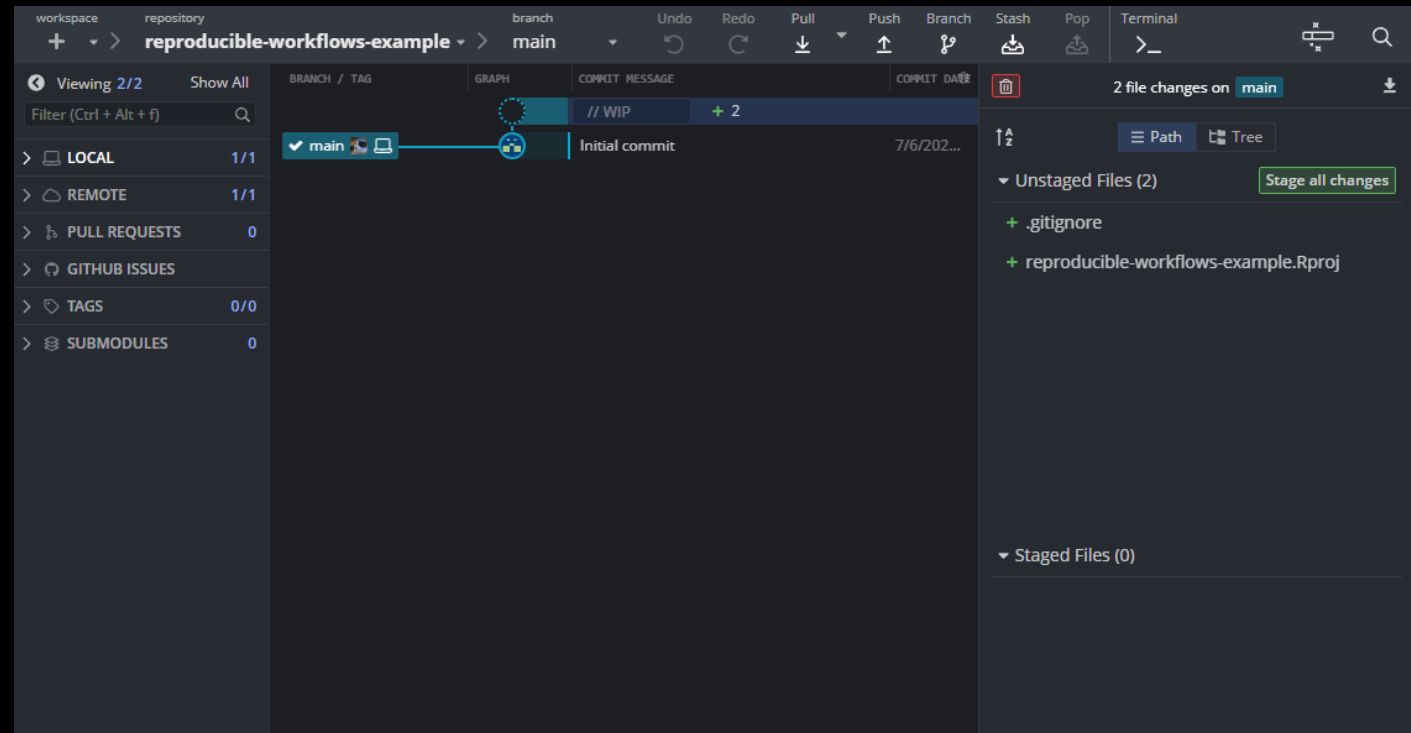 workspace repository branch Undo Redo Pull Push Branch Stash Pop Terminal
reproducible-workflows-example main
Viewing 2/2 Show All
Filter (Ctrl + Alt + f)
LOCAL 1/1
REMOTE 1/1
PULL REQUESTS 0
GITHUB ISSUES
TAGS 0/0
SUBMODULES 0
BRANCH / TAG GRAPH COMMIT MESSAGE COMMIT DATE
// WIP + 2
main Initial commit 7/6/202...
2 file changes on main
Path Tree
Unstaged Files (2) Stage all changes
+ .gitignore
+ reproducible-workflows-example.Rproj
Staged Files (0)